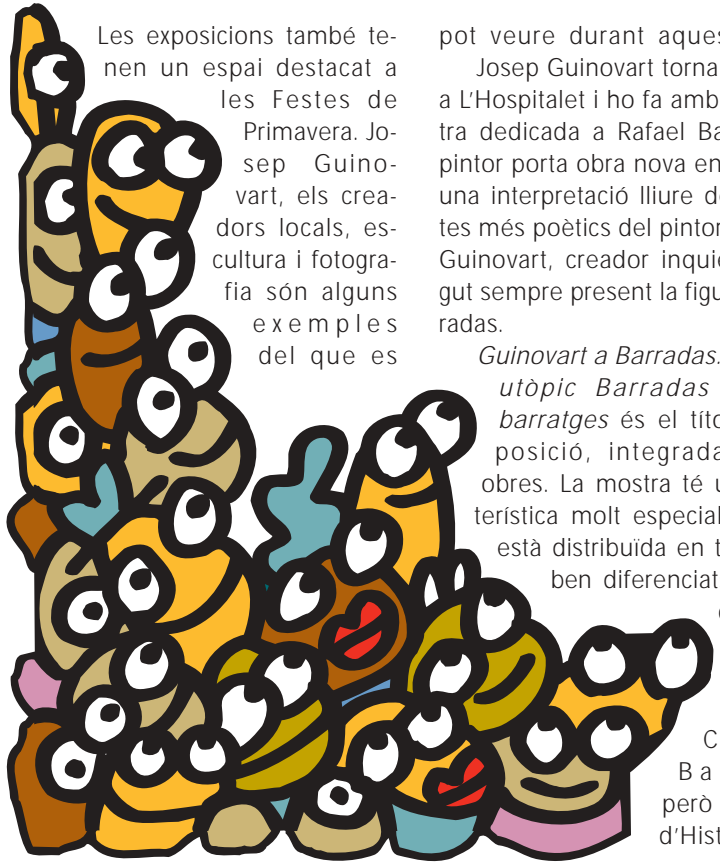 Les exposicions també te-
nen un espai destacat a
les Festes de
Primavera. Jo-
sep Guino-
vart, els crea-
dors locals, es-
cultura i fotogra-
fia són alguns
exemples
del que es
pot veure durant aques
Josep Guinovart torna
a L'Hospitalet i ho fa amb
tra dedicada a Rafael Ba
pintor porta obra nova en
una interpretació lliure de
tes més poètics del pintor
Guinovart, creador inquie
gut sempre present la figu
radas.
Guinovart a Barradas.
utòpic Barradas
barratges és el títo
posició, integrada
obres. La mostra té u
terística molt especial
està distribuïda en t
ben diferenciat
C
Ba
però
d'Hist